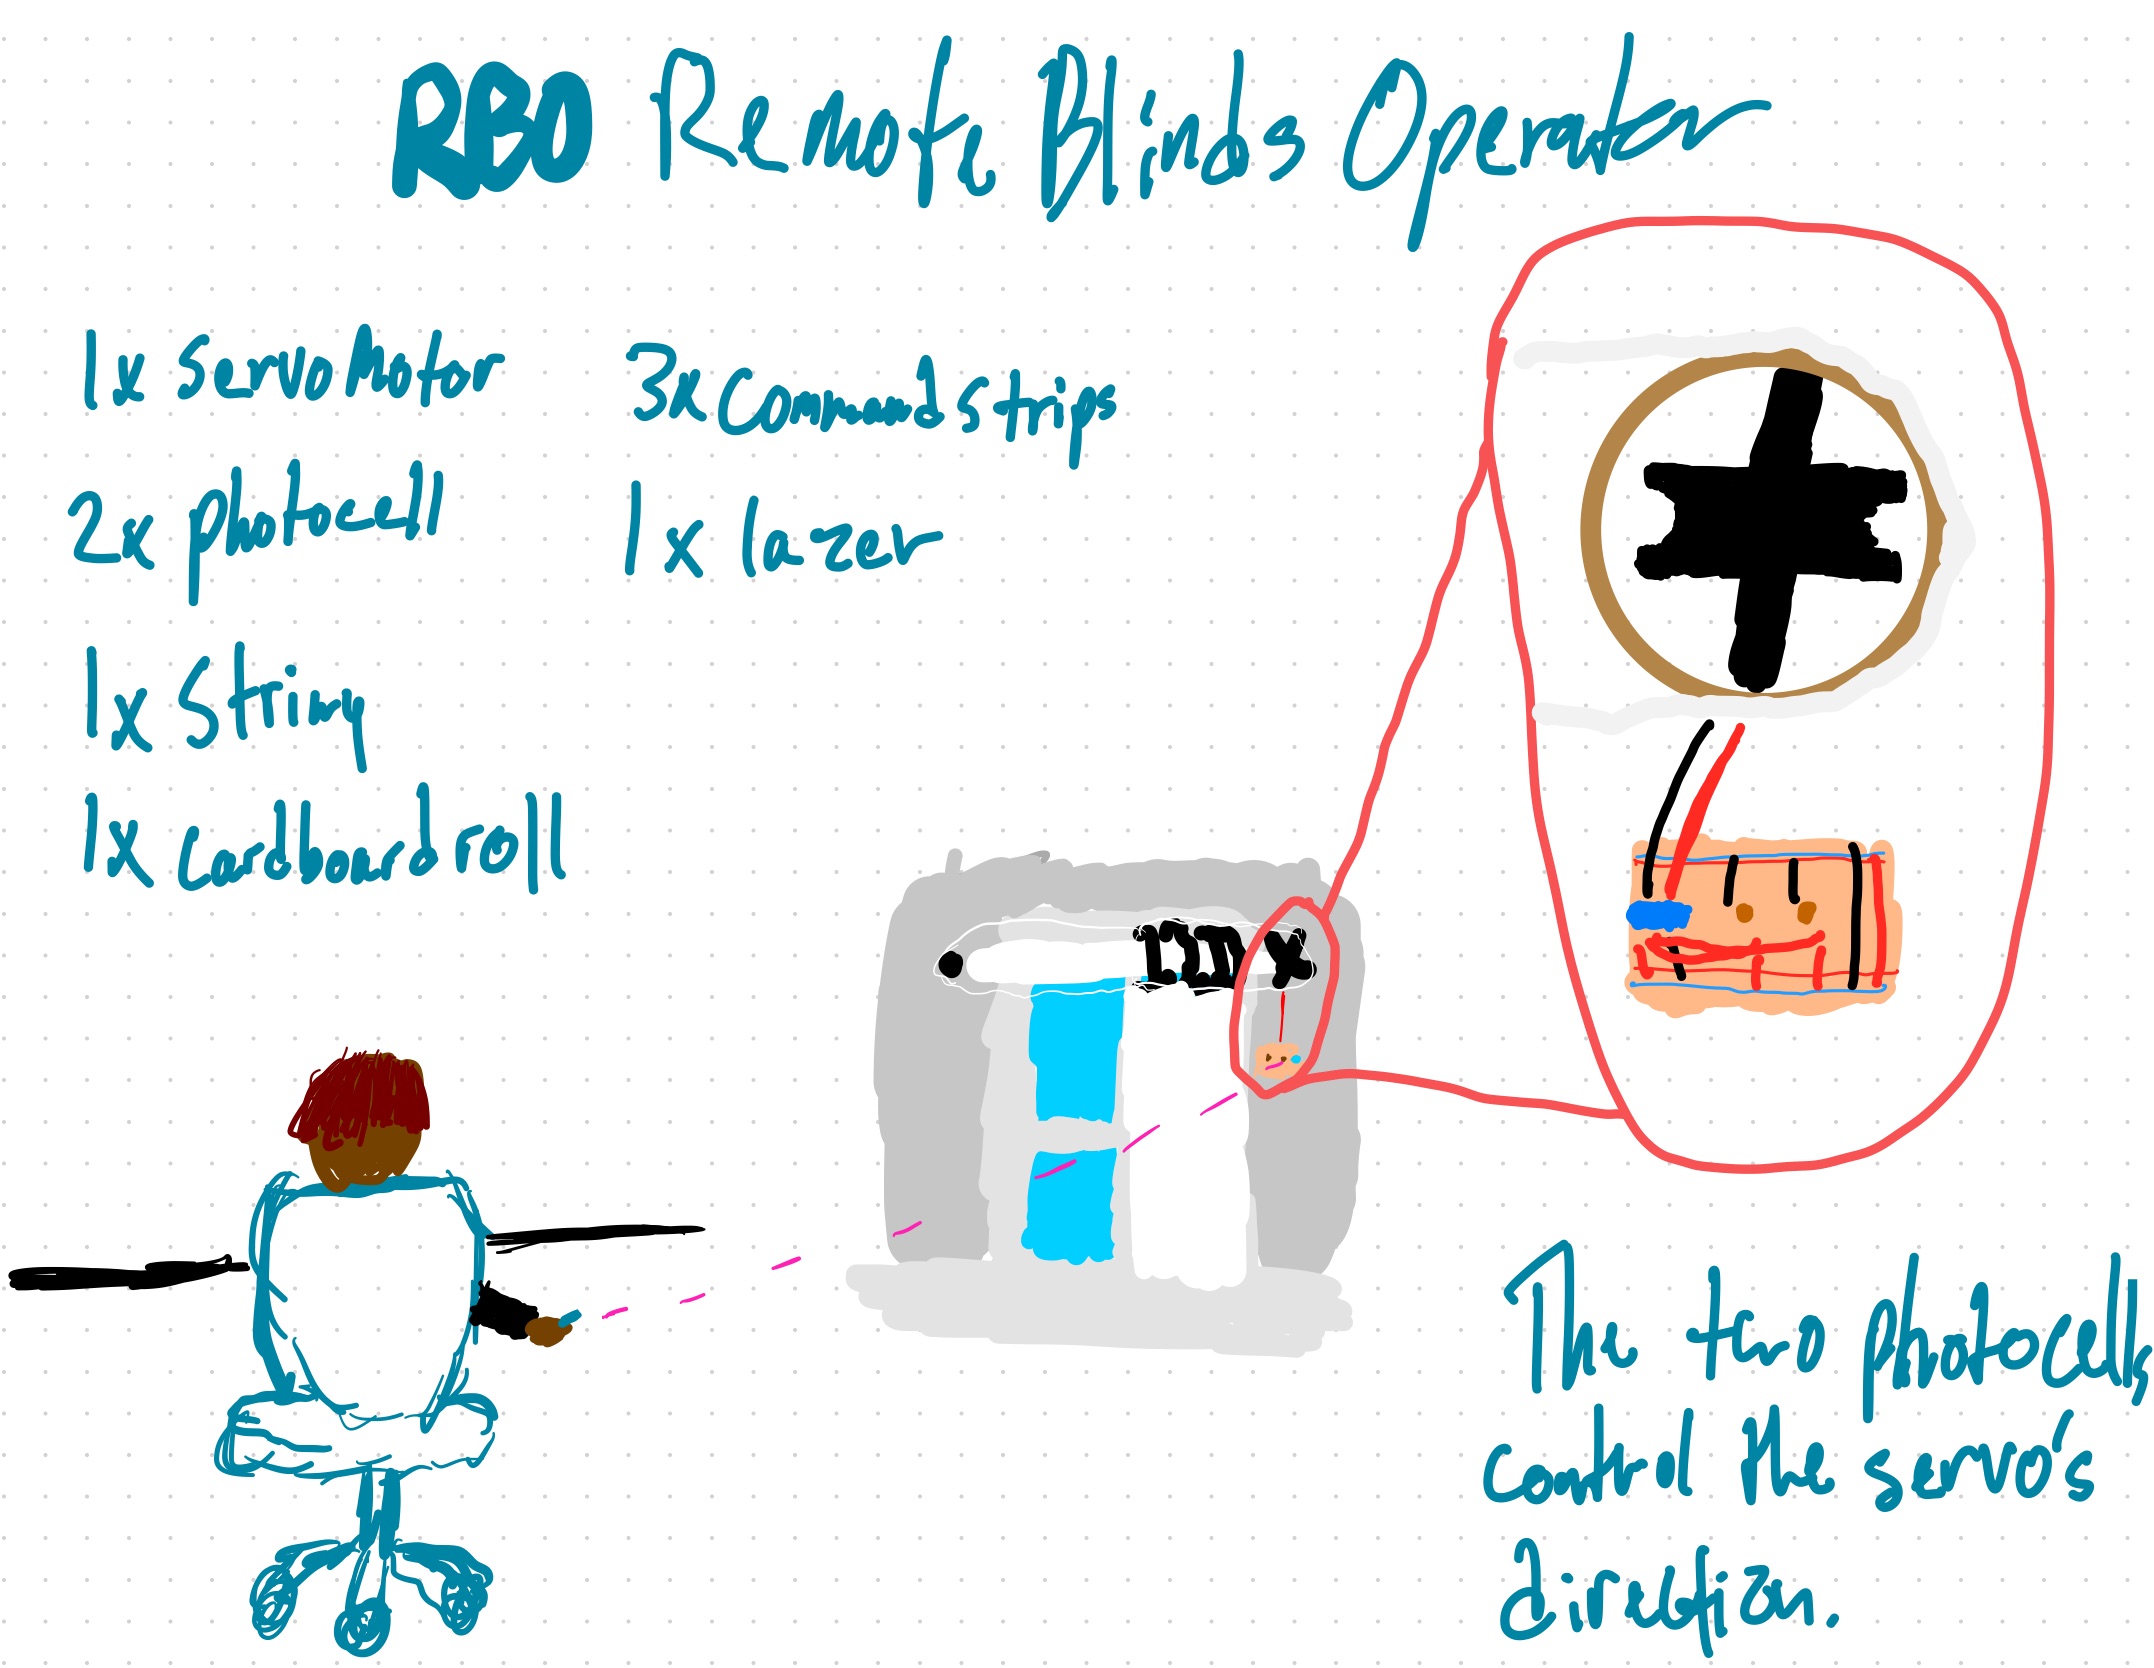 RBO Remote Blinds Operator
1x servo Motor
2x photocell
1x String
1x Cardboard roll
3x Command strips
1x lazer
The two photocells
control the servo's
direction.